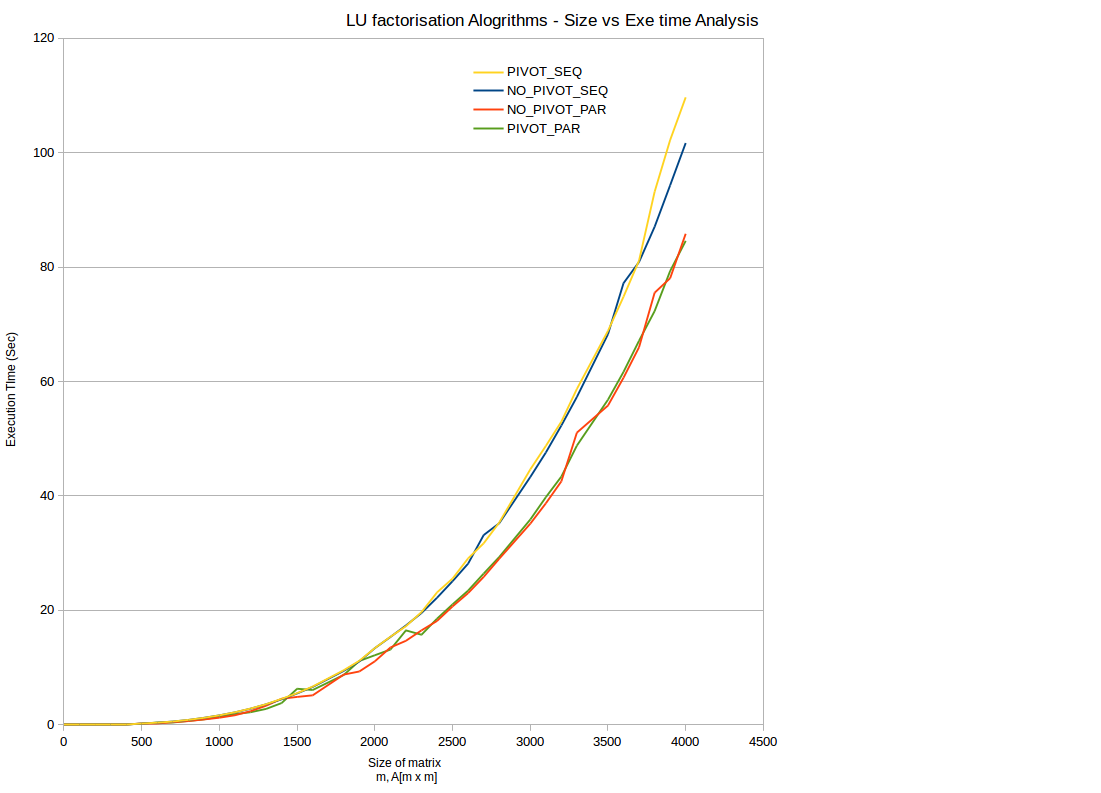 LU factorisation Alogrithms - Size vs Exe time Analysis
120
100
80
60
40
20
0
Execution TIme (Sec)
PIVOT_SEQ
NO_PIVOT_SEQ
NO_PIVOT_PAR
PIVOT_PAR
0 500 1000 1500 2000 2500 3000 3500 4000 4500
Size of matrix
m, A[m x m]